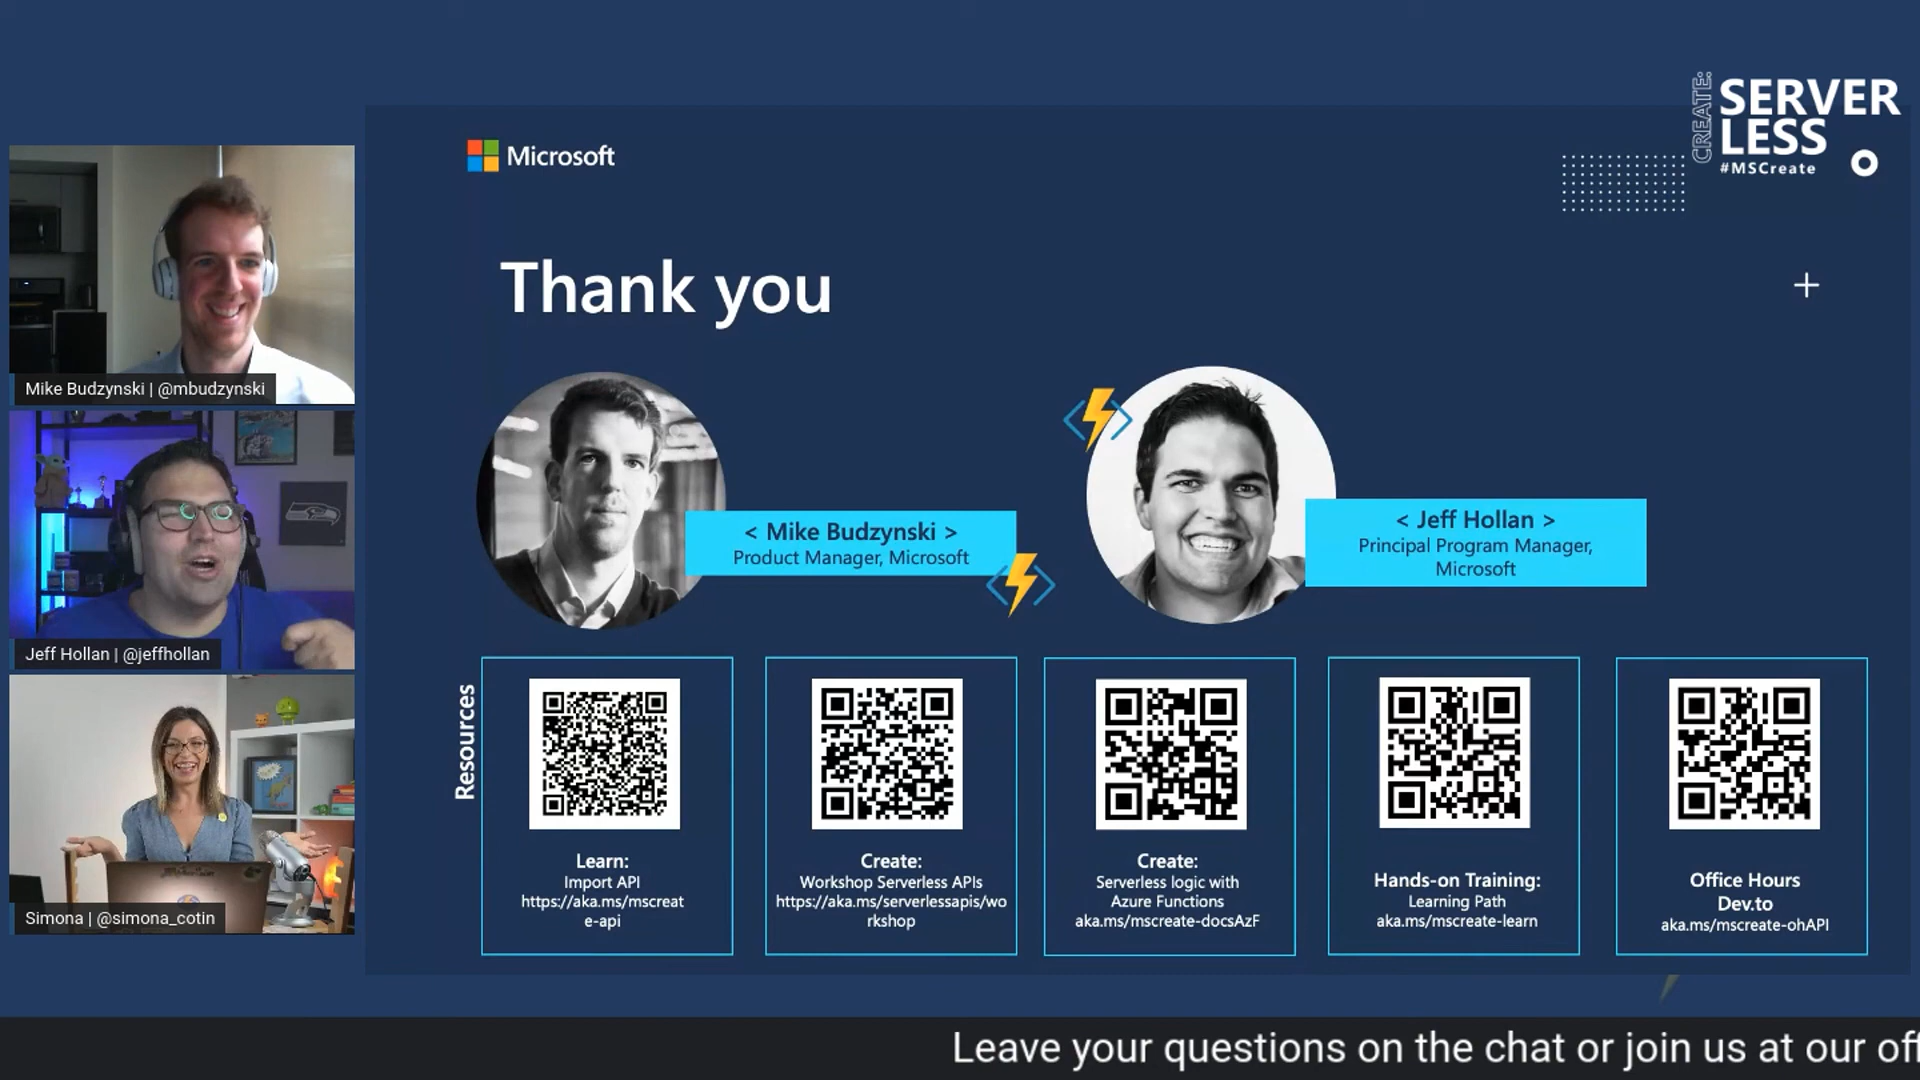 CREATE:
SERVER
LESS
#MSCreate
Microsoft
Thank you
Mike Budzynski | @mbudzynski
Jeff Hollan | @jeffhollan
Simona | @simona_cotin
< Mike Budzynski >
Product Manager, Microsoft
< Jeff Hollan >
Principal Program Manager,
Microsoft
Resources
Learn:
Import API
https://aka.ms/mscreat
e-api
Create:
Workshop Serverless APIs
https://aka.ms/serverlessapis/wo
rkshop
Create:
Serverless logic with
Azure Functions
aka.ms/mscreate-docsAzF
Hands-on Training:
Learning Path
aka.ms/mscreate-learn
Office Hours
Dev.to
aka.ms/mscreate-ohAPI
Leave your questions on the chat or join us at our off